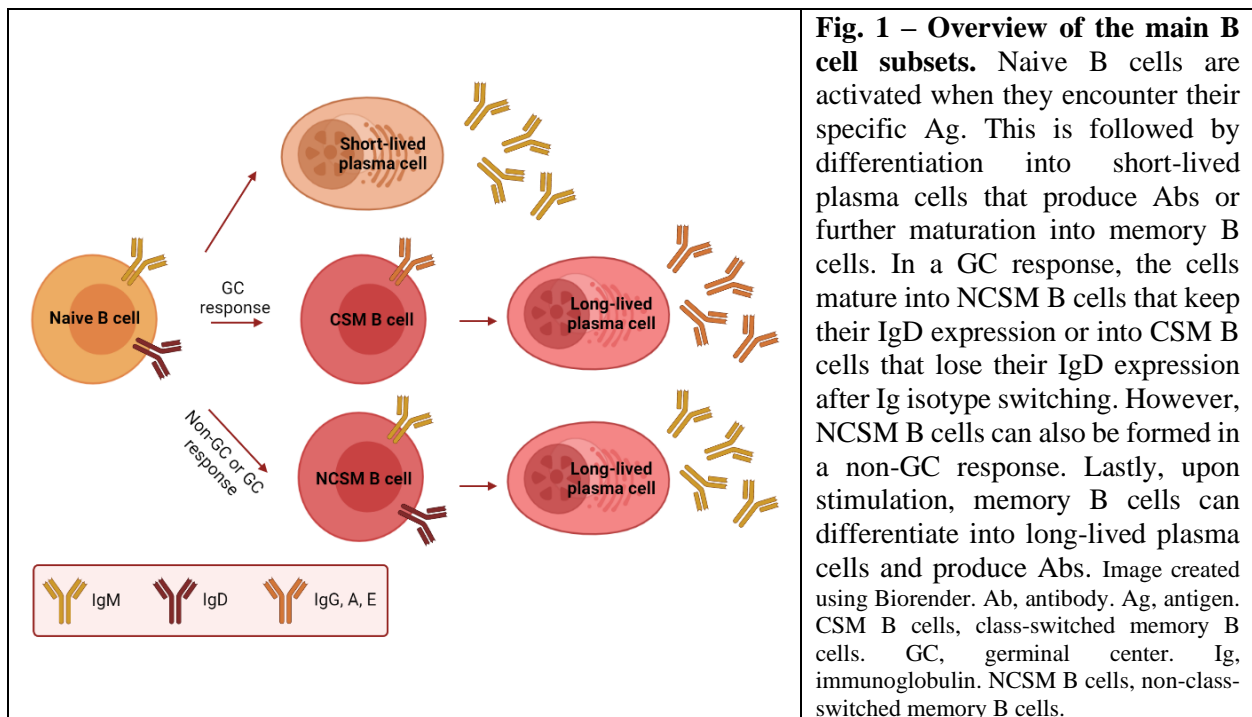 Short-lived
plasma cell
GC
response
Naive B cell
CSM B cell
Long-lived
plasma cell
Non-GC or GC
response
NCSM B cell
Long-lived
plasma cell
IgM
IgD
IgG, A, E
Fig. 1 – Overview of the main B
cell subsets. Naive B cells are
activated when they encounter their
specific Ag. This is followed by
differentiation into short-lived
plasma cells that produce Abs or
further maturation into memory B
cells. In a GC response, the cells
mature into NCSM B cells that keep
their IgD expression or into CSM B
cells that lose their IgD expression
after Ig isotype switching. However,
NCSM B cells can also be formed in
a non-GC response. Lastly, upon
stimulation, memory B cells can
differentiate into long-lived plasma
cells and produce Abs. Image created
using Biorender. Ab, antibody. Ag, antigen.
CSM B cells, class-switched memory B
cells. GC, germinal center. Ig,
immunoglobulin. NCSM B cells, non-class-
switched memory B cells.